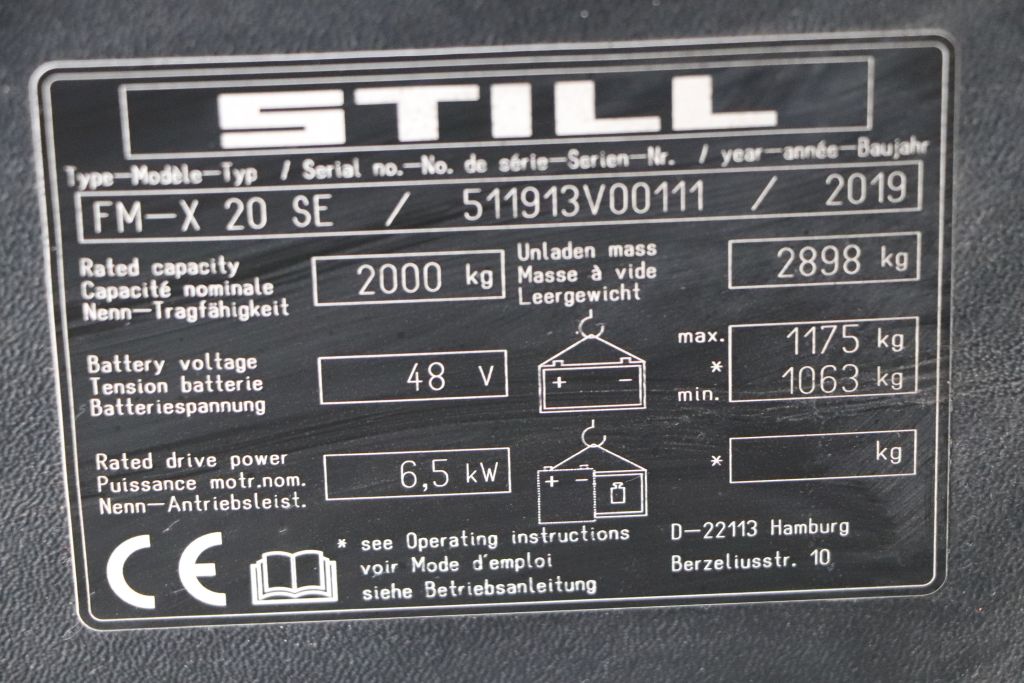 STILL
Type–Modèle–Typ / Serial no.–No. de série–Serien–Nr. / year–année–Baujahr
FM–X 20 SE / 511913V00111 / 2019
Rated capacity
Capacité nominale
Nenn–Tragfähigkeit
2000 kg
Unladen mass
Masse à vide
Leergewicht
2898 kg
Battery voltage
Tension batterie
Batteriespannung
48 V
+ –
max. 1175 kg
*
min. 1063 kg
Rated drive power
Puissance motr.nom.
Nenn–Antriebsleist.
6,5 kW
+ –
* kg
CE
* see Operating instructions
voir Mode d'emploi
siehe Betriebsanleitung
D–22113 Hamburg
Berzeliusstr. 10